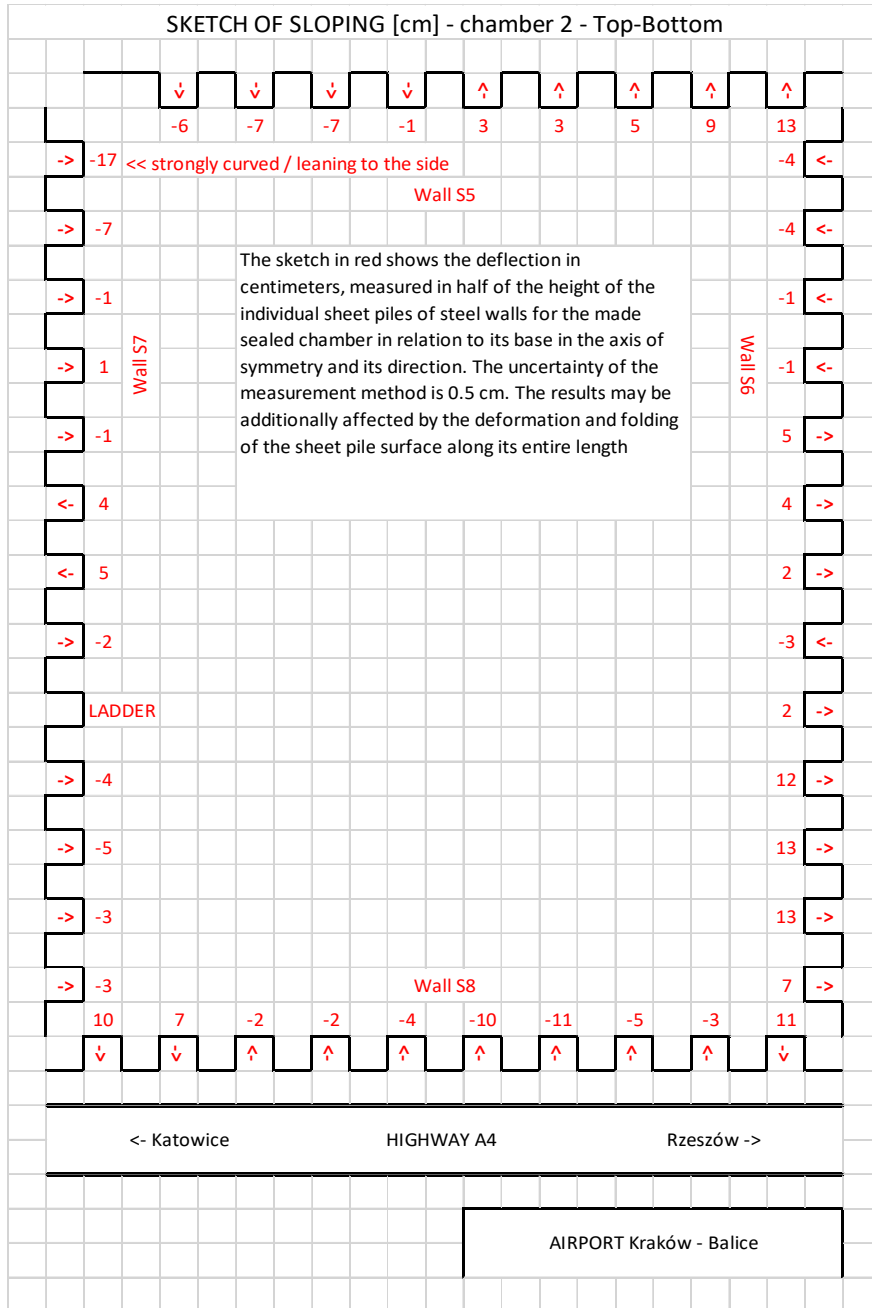 SKETCH OF SLOPING [cm] - chamber 2 - Top-Bottom
-> -> -> -> -> -> -> -> ->
-6 -7 -7 -1 3 3 5 9 13
-> -17 << strongly curved / leaning to the side -4 <-
Wall S5
-> -7 -4 <-
The sketch in red shows the deflection in
centimeters, measured in half of the height of the
individual sheet piles of steel walls for the made
sealed chamber in relation to its base in the axis of
symmetry and its direction. The uncertainty of the
measurement method is 0.5 cm. The results may be
additionally affected by the deformation and folding
of the sheet pile surface along its entire length
-> -1 -1 <-
Wall S7
Wall S6
-> 1 -1 <-
-> -1 5 ->
<- 4 4 ->
<- 5 2 ->
-> -2 -3 <-
LADDER 2 ->
-> -4 12 ->
-> -5 13 ->
-> -3 13 ->
-> -3 Wall S8 7 ->
10 7 -2 -2 -4 -10 -11 -5 -3 11
-> -> -> -> -> -> -> -> -> ->
<- Katowice HIGHWAY A4 Rzeszów ->
AIRPORT Kraków - Balice